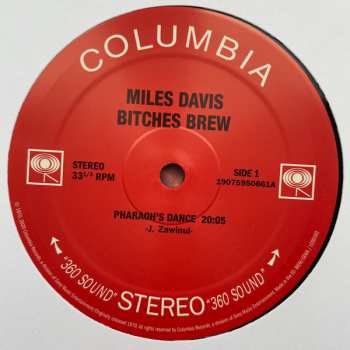 COLUMBIA
MILES DAVIS
BITCHES BREW
STEREO
33 1/3 RPM
SIDE 1
19075950861A
PHARAOH'S DANCE 20:05
-J. Zawinul-
"360 SOUND" STEREO "360 SOUND"